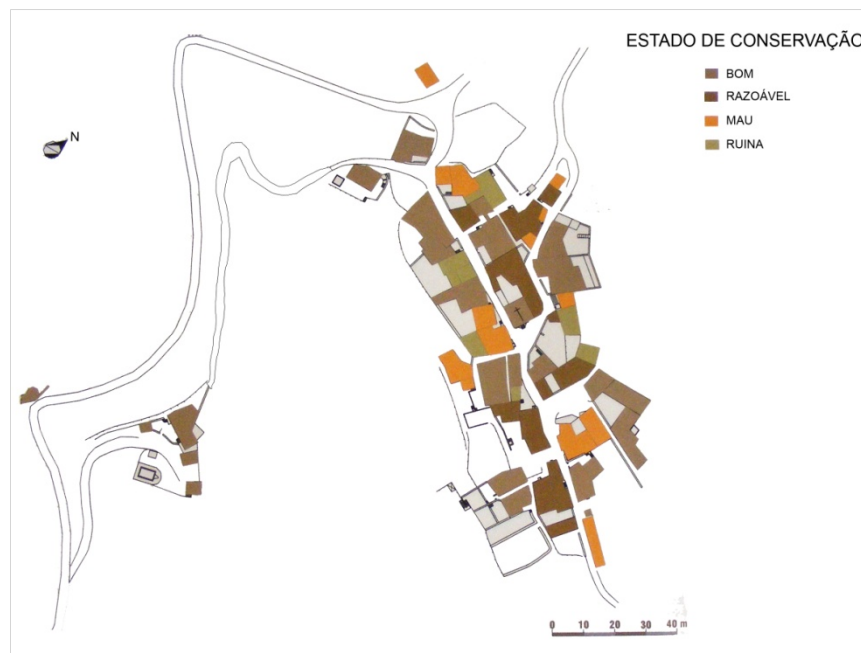 ESTADO DE CONSERVAÇÃO
BOM
RAZOÁVEL
MAU
RUINA
N
0 10 20 30 40 m